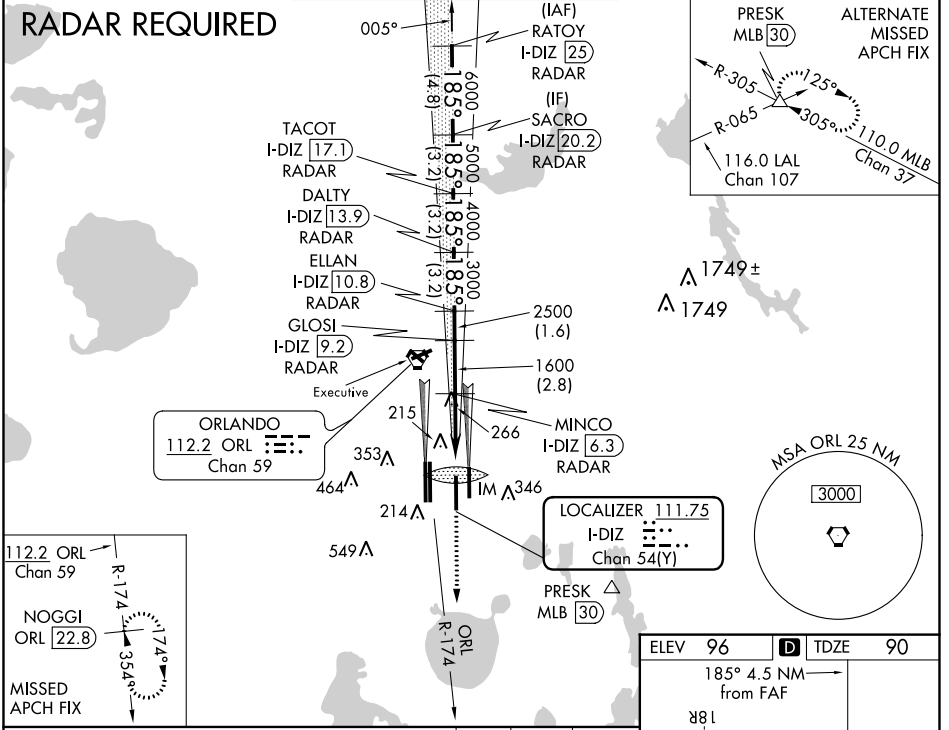 RADAR REQUIRED
005°
(IAF)
RATOY
I-DIZ 25
RADAR
6000
185°
(4.8)
(IF)
SACRO
I-DIZ 20.2
RADAR
5000
185°
(3.2)
TACOT
I-DIZ 17.1
RADAR
4000
185°
(3.2)
DALTY
I-DIZ 13.9
RADAR
3000
185°
(3.2)
ELLAN
I-DIZ 10.8
RADAR
2500
(1.6)
GLOSI
I-DIZ 9.2
RADAR
1600
(2.8)
Executive
MINCO
I-DIZ 6.3
RADAR
ORLANDO
112.2 ORL
Chan 59
215
266
353
464
IM
346
214
549
LOCALIZER 111.75
I-DIZ
Chan 54(Y)
PRESK
MLB 30
ORL
R-174
PRESK
MLB 30
ALTERNATE
MISSED
APCH FIX
R-305
125°
R-065
305°
110.0 MLB
Chan 37
116.0 LAL
Chan 107
1749±
1749
MSA ORL 25 NM
3000
112.2 ORL
Chan 59
R-174
NOGGI
ORL 22.8
174°
354°
MISSED
APCH FIX
ELEV 96
D
TDZE 90
185° 4.5 NM
from FAF
18R